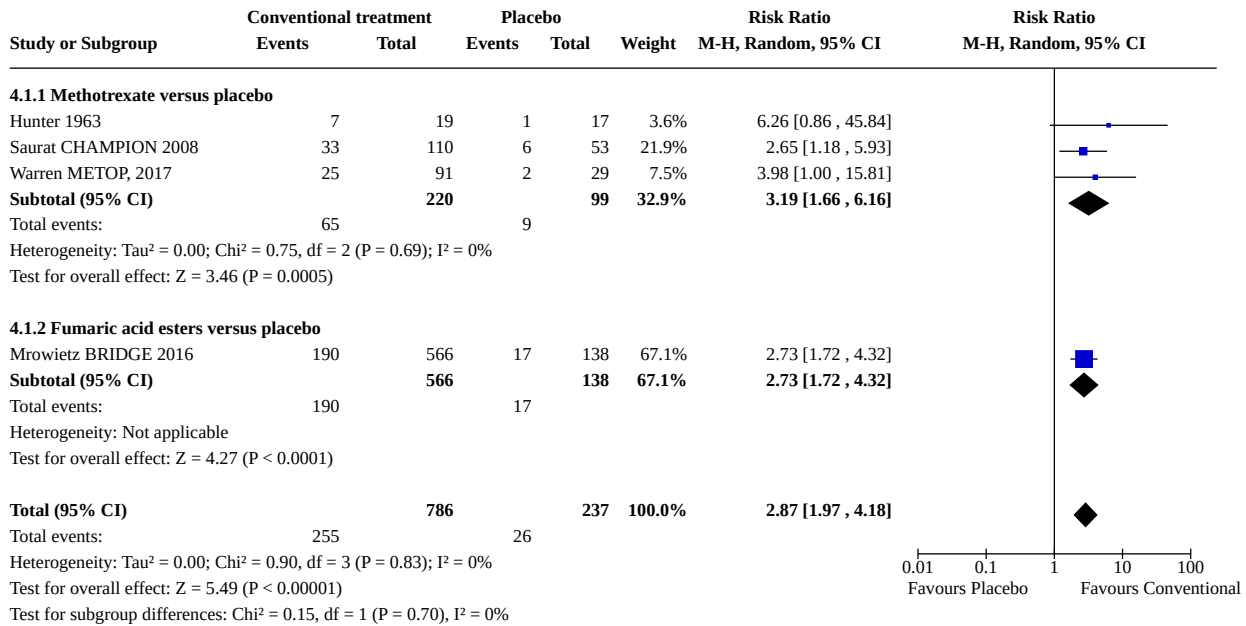 Conventional treatment Placebo Risk Ratio Risk Ratio
Study or Subgroup Events Total Events Total Weight M-H, Random, 95% CI M-H, Random, 95% CI
4.1.1 Methotrexate versus placebo
Hunter 1963 7 19 1 17 3.6% 6.26 [0.86 , 45.84]
Saurat CHAMPION 2008 33 110 6 53 21.9% 2.65 [1.18 , 5.93]
Warren METOP, 2017 25 91 2 29 7.5% 3.98 [1.00 , 15.81]
Subtotal (95% CI) 220 99 32.9% 3.19 [1.66 , 6.16]
Total events: 65 9
Heterogeneity: Tau² = 0.00; Chi² = 0.75, df = 2 (P = 0.69); I² = 0%
Test for overall effect: Z = 3.46 (P = 0.0005)
4.1.2 Fumaric acid esters versus placebo
Mrowietz BRIDGE 2016 190 566 17 138 67.1% 2.73 [1.72 , 4.32]
Subtotal (95% CI) 566 138 67.1% 2.73 [1.72 , 4.32]
Total events: 190 17
Heterogeneity: Not applicable
Test for overall effect: Z = 4.27 (P < 0.0001)
Total (95% CI) 786 237 100.0% 2.87 [1.97 , 4.18]
Total events: 255 26
Heterogeneity: Tau² = 0.00; Chi² = 0.90, df = 3 (P = 0.83); I² = 0%
0.01 0.1 1 10 100
Test for overall effect: Z = 5.49 (P < 0.00001)
Favours Placebo Favours Conventional
Test for subgroup differences: Chi² = 0.15, df = 1 (P = 0.70), I² = 0%